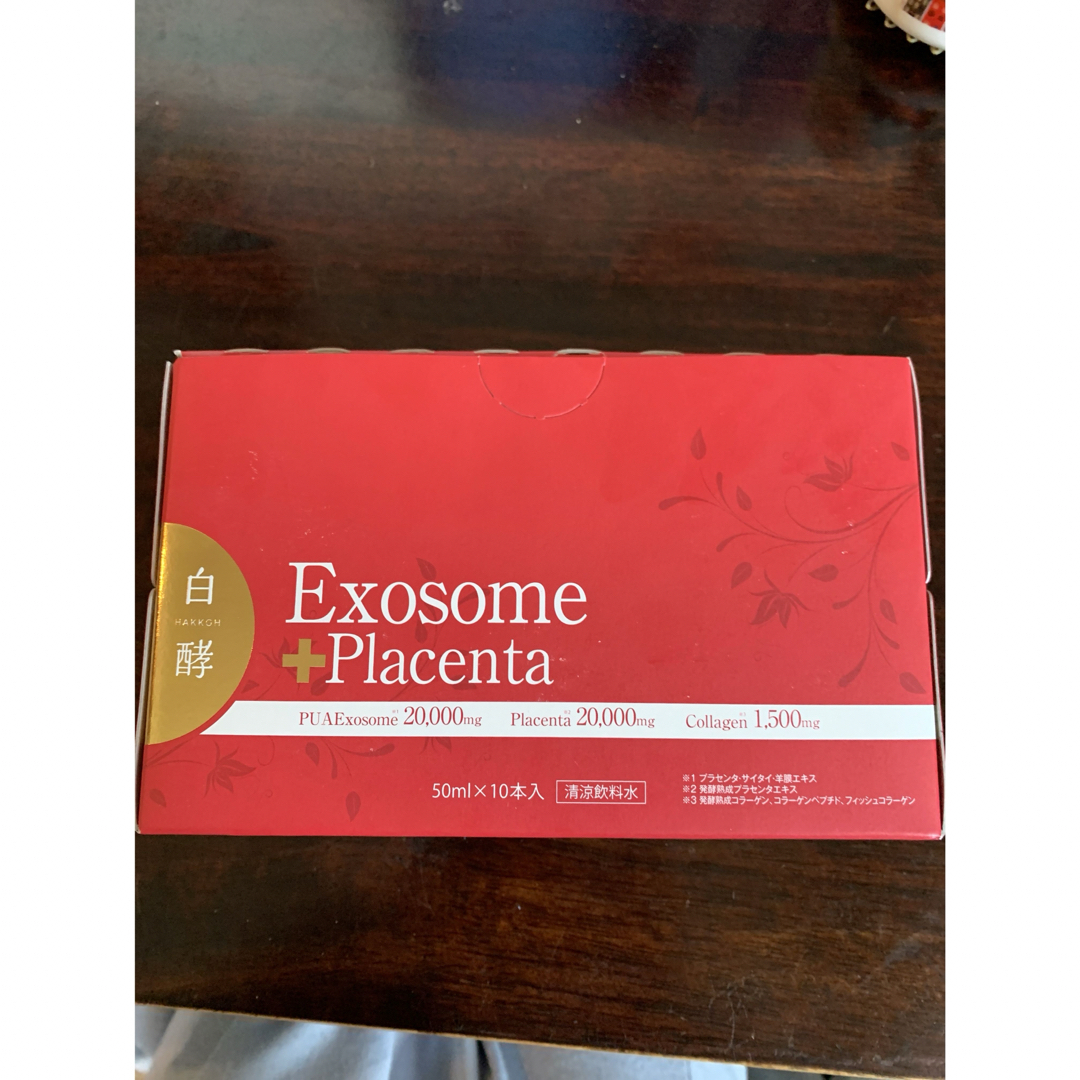 白
HAKKOH
酵
Exosome
+Placenta
PUAExosome ※1 20,000mg Placenta ※2 20,000mg Collagen ※3 1,500mg
50ml×10本入 清涼飲料水
※1 プラセンタ・サイタイ・羊膜エキス
※2 発酵熟成プラセンタエキス
※3 発酵熟成コラーゲン、コラーゲンペプチド、フィッシュコラーゲン